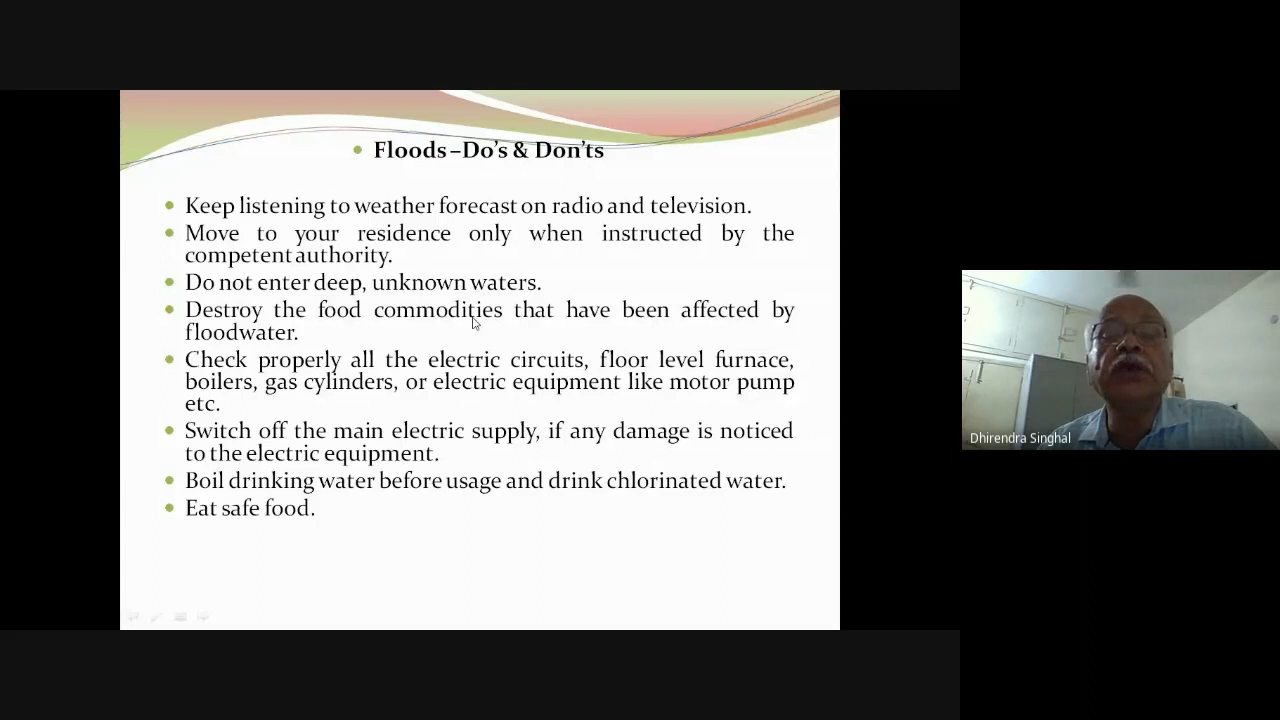 Floods –Do's & Don'ts
Keep listening to weather forecast on radio and television.
Move to your residence only when instructed by the
competent authority.
Do not enter deep, unknown waters.
Destroy the food commodities that have been affected by
floodwater.
Check properly all the electric circuits, floor level furnace,
boilers, gas cylinders, or electric equipment like motor pump
etc.
Switch off the main electric supply, if any damage is noticed
to the electric equipment.
Boil drinking water before usage and drink chlorinated water.
Eat safe food.
Dhirendra Singhal